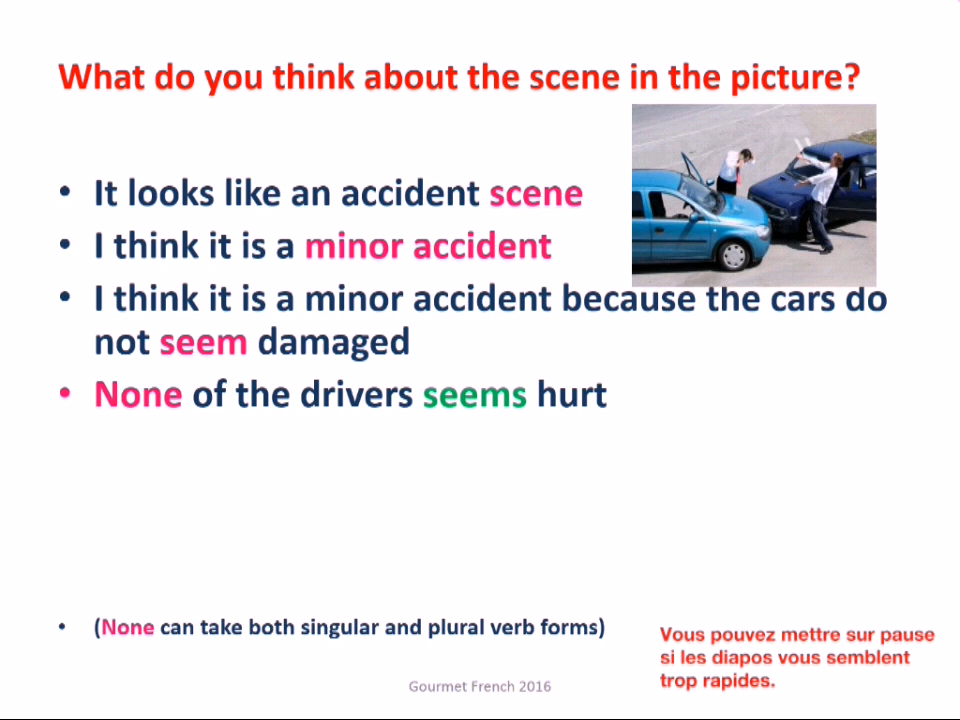 What do you think about the scene in the picture?
• It looks like an accident scene
• I think it is a minor accident
• I think it is a minor accident because the cars do
not seem damaged
• None of the drivers seems hurt
• (None can take both singular and plural verb forms)
Vous pouvez mettre sur pause
si les diapos vous semblent
trop rapides.
Gourmet French 2016